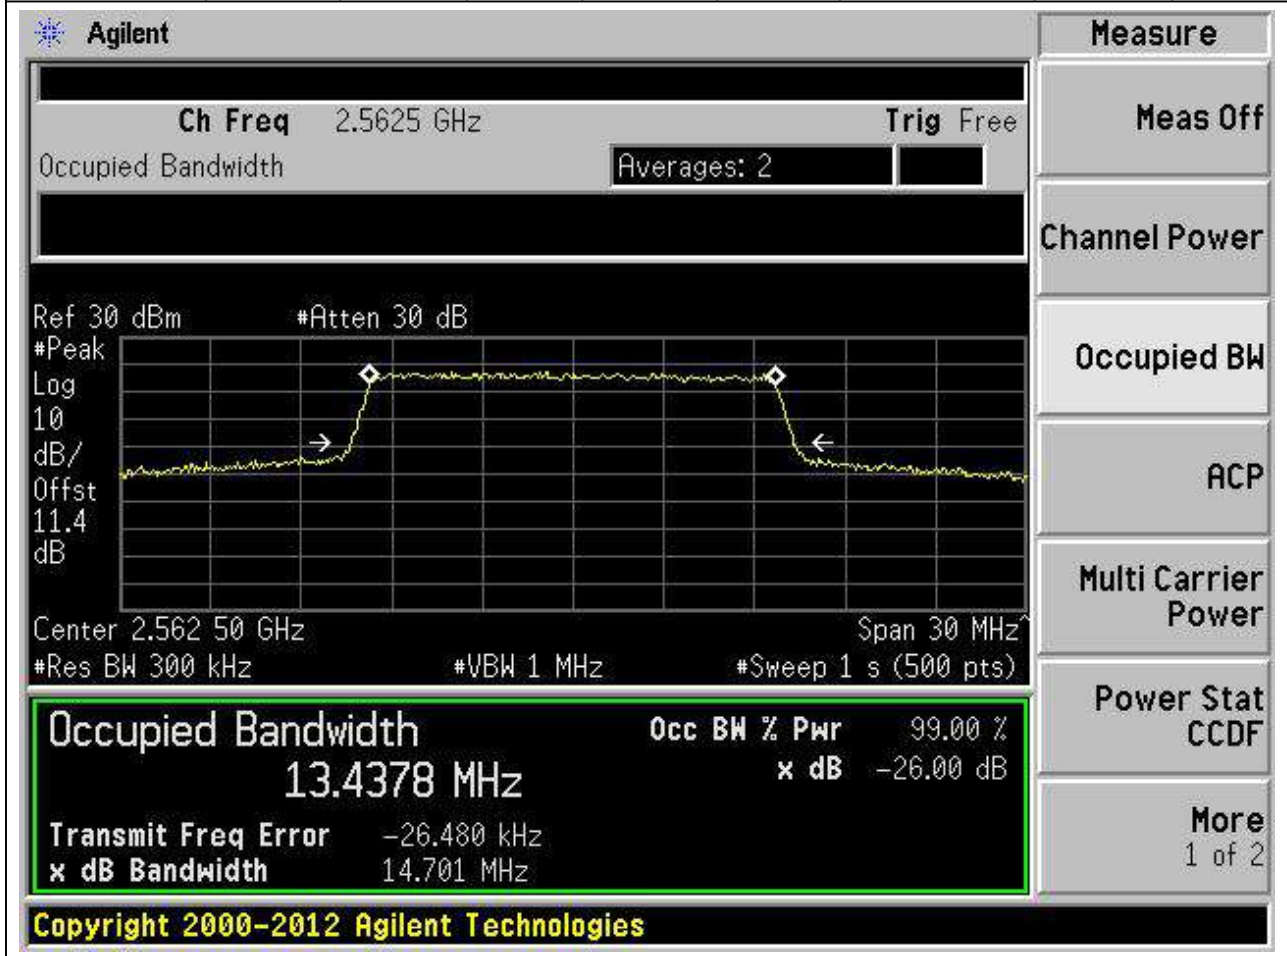 Agilent
Measure
Ch Freq 2.5625 GHz Trig Free
Occupied Bandwidth Averages: 2
Meas Off
Channel Power
Occupied BW
ACP
Multi Carrier
Power
Power Stat
CCDF
More
1 of 2
Ref 30 dBm #Atten 30 dB
#Peak
Log
10
dB/
Offst
11.4
dB
Center 2.562 50 GHz Span 30 MHz^
#Res BW 300 kHz #VBW 1 MHz #Sweep 1 s (500 pts)
Occupied Bandwidth Occ BW % Pwr 99.00 %
13.4378 MHz x dB -26.00 dB
Transmit Freq Error -26.480 kHz
x dB Bandwidth 14.701 MHz
Copyright 2000-2012 Agilent Technologies